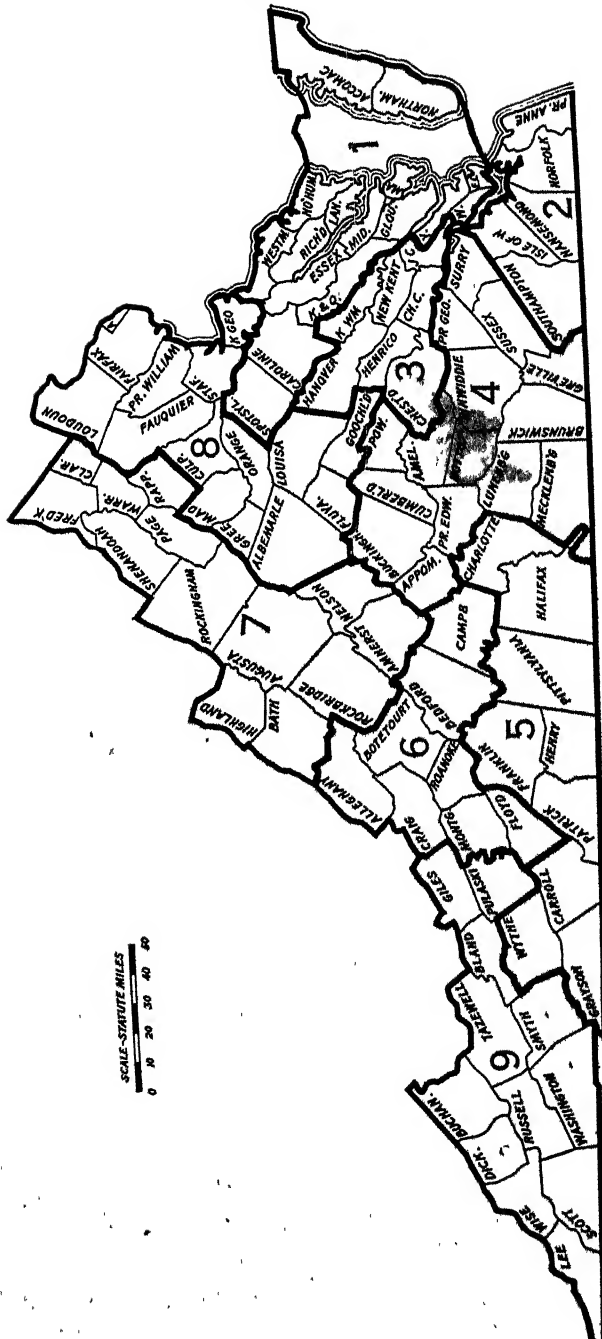 SCALE-STATUTE MILES
0 10 20 30 40 50
LEE
WISE
SCOTT
DICK.
BUCHAN.
RUSSELL
WASHINGTON
9
TAZEWELL
SMYTH
BLAND
GRAYSON
WYTHE
CARROLL
GILES
PULASKI
CRAIG
MONTG
FLOYD
PATRICK
ALLEGHANY
BOTETOURT
6
ROANOKE
BEDFORD
CAMPB
FRANKLIN
5
HENRY
PITTSYLVANIA
HALIFAX
HIGHLAND
BATH
ROCKBRIDGE
AUGUSTA
7
AMHERST
NELSON
ROCKINGHAM
SHENANDOAH
PAGE
FRED'K
CLAR.
WARR.
RAPP.
LOUDOUN
FAIRFAX
PR. WILLIAM
FAUQUIER
STAF
CULP.
8
MAD
GREE
ORANGE
ALBEMARLE
LOUISA
FLUVA.
GOOCHL'D
BUCKINGH
APPOM.
CUMBERL'D
POW.
AMEL
PR. EDW.
CHARLOTTE
LUNENBAG
MECKLENB'G
BRUNSWICK
4
DINWIDDIE
PR GEO.
SURRY
SUSSEX
GREVILLE
SOUTHAMPTON
ISLE OF W.
NANSEMOND
2
NORFOLK
PR. ANNE
K GEO
SPOTSYL.
CAROLINE
HANOVER
HENRICO
3
CHEST'D
K. WM.
NEW KENT
CH. C.
K. & Q.
ESSEX
WESTM.
RICH'D
NOHUM.
LAN.
MID.
GLOU.
1
ACCOMAC
NORTHAM.